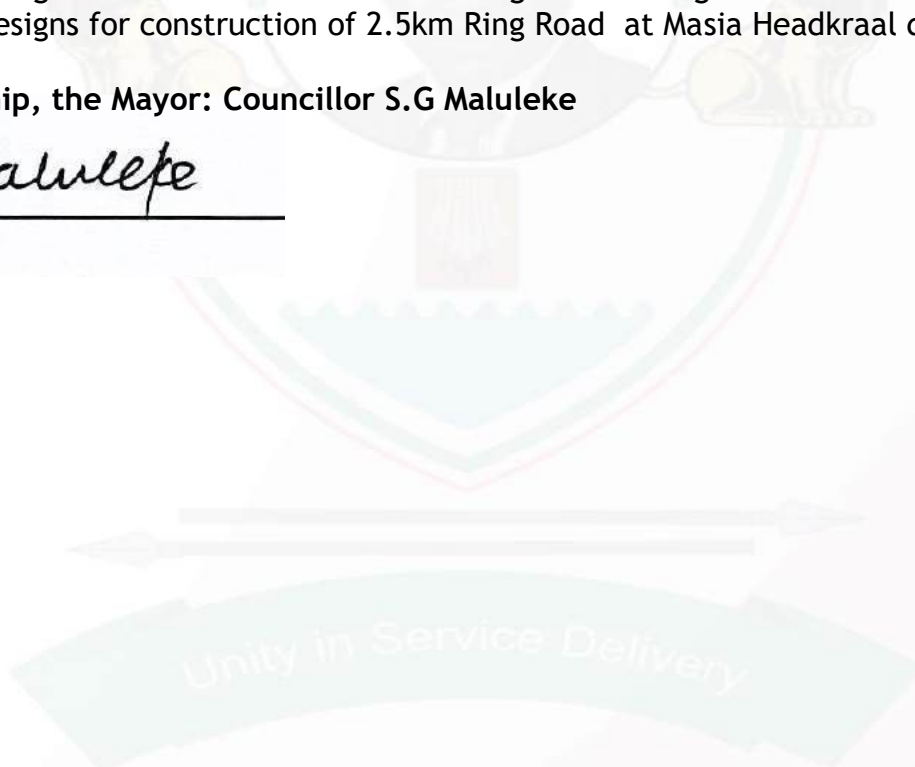 esigns for construction of 2.5km Ring Road at Masia Headkraal
ip, the Mayor: Councillor S.G Maluleke
aluleke
Unity in Service Delivery